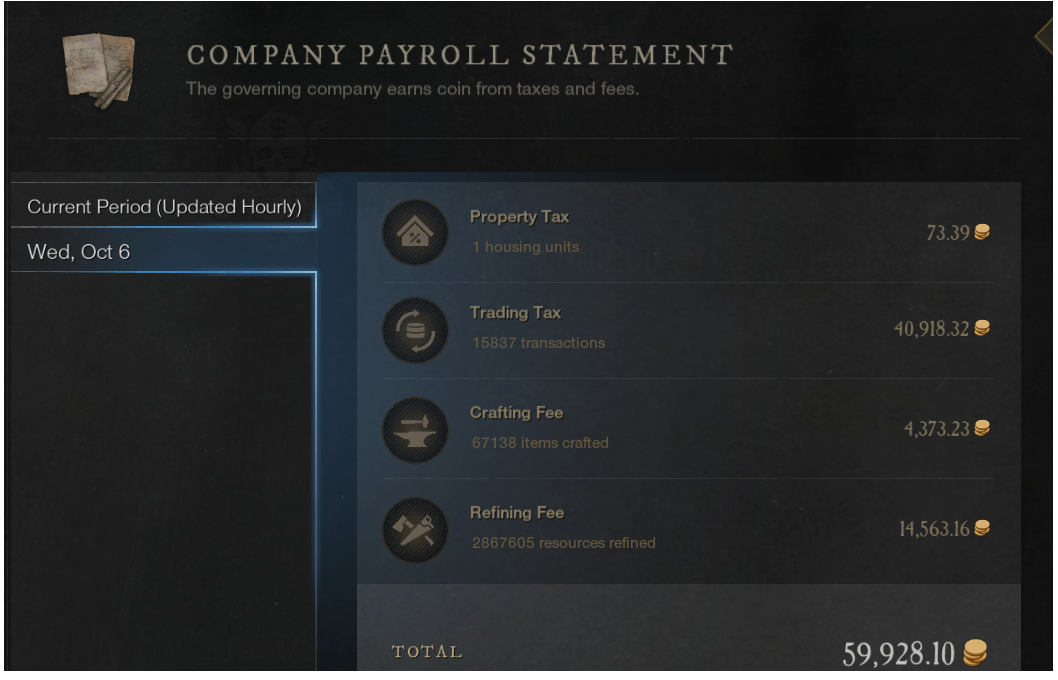 COMPANY PAYROLL STATEMENT
The governing company earns coin from taxes and fees.
Current Period (Updated Hourly)
Wed, Oct 6
Property Tax
1 housing units
73.39
Trading Tax
15837 transactions
40,918.32
Crafting Fee
67138 items crafted
4,373.23
Refining Fee
2867605 resources refined
14,563.16
TOTAL
59,928.10